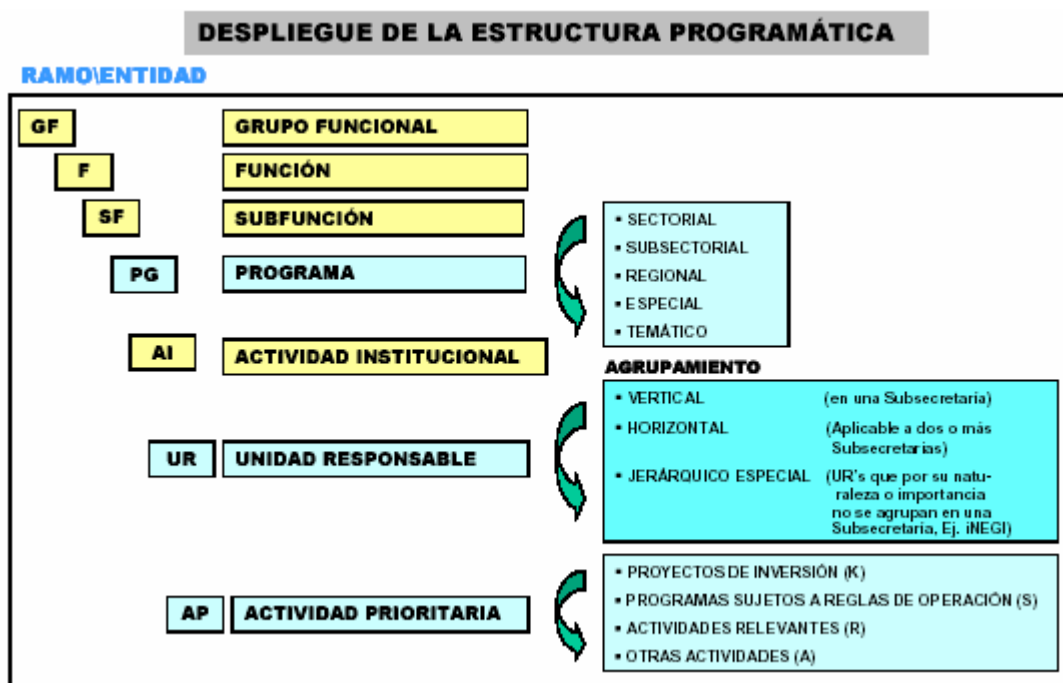 DESPLIEGUE DE LA ESTRUCTURA PROGRAMÁTICA
RAMO\ENTIDAD
GF GRUPO FUNCIONAL
F FUNCIÓN
SF SUBFUNCIÓN
PG PROGRAMA
▪ SECTORIAL
▪ SUBSECTORIAL
▪ REGIONAL
▪ ESPECIAL
▪ TEMÁTICO
AI ACTIVIDAD INSTITUCIONAL
AGRUPAMIENTO
UR UNIDAD RESPONSABLE
▪ VERTICAL (en una Subsecretaría)
▪ HORIZONTAL (Aplicable a dos o más
Subsecretarias)
▪ JERÁRQUICO ESPECIAL (UR's que por su natu-
raleza o importancia
no se agrupan en una
Subsecretaría, Ej. iNEGI)
AP ACTIVIDAD PRIORITARIA
▪ PROYECTOS DE INVERSIÓN (K)
▪ PROGRAMAS SUJETOS A REGLAS DE OPERACIÓN (S)
▪ ACTIVIDADES RELEVANTES (R)
▪ OTRAS ACTIVIDADES (A)